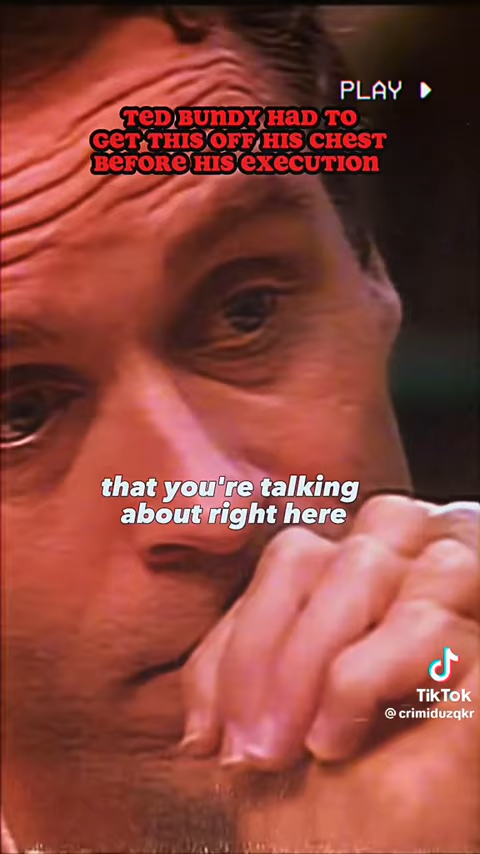 PLAY
TED BUNDY HAD TO
GET THIS OFF HIS CHEST
BEFORE HIS EXECUTION
that you're talking
about right here
TikTok
@crimiduzqkr